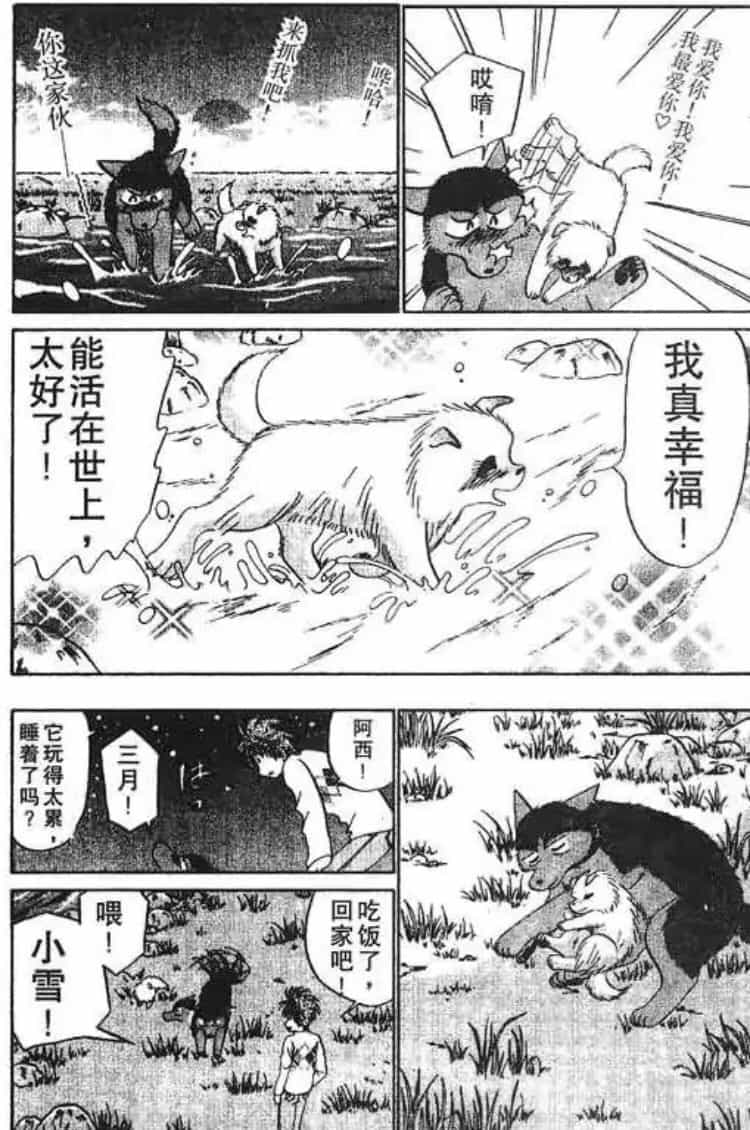 我爱你！我爱你！
我最爱你♡
哎唷！
哗哈！
来抓我吧！
你这家伙
我真幸福！
能活在世上，
太好了！
阿西！
は
三月！
它玩得太累，
睡着了吗？
吃饭了，
回家吧！
喂！
小雪！